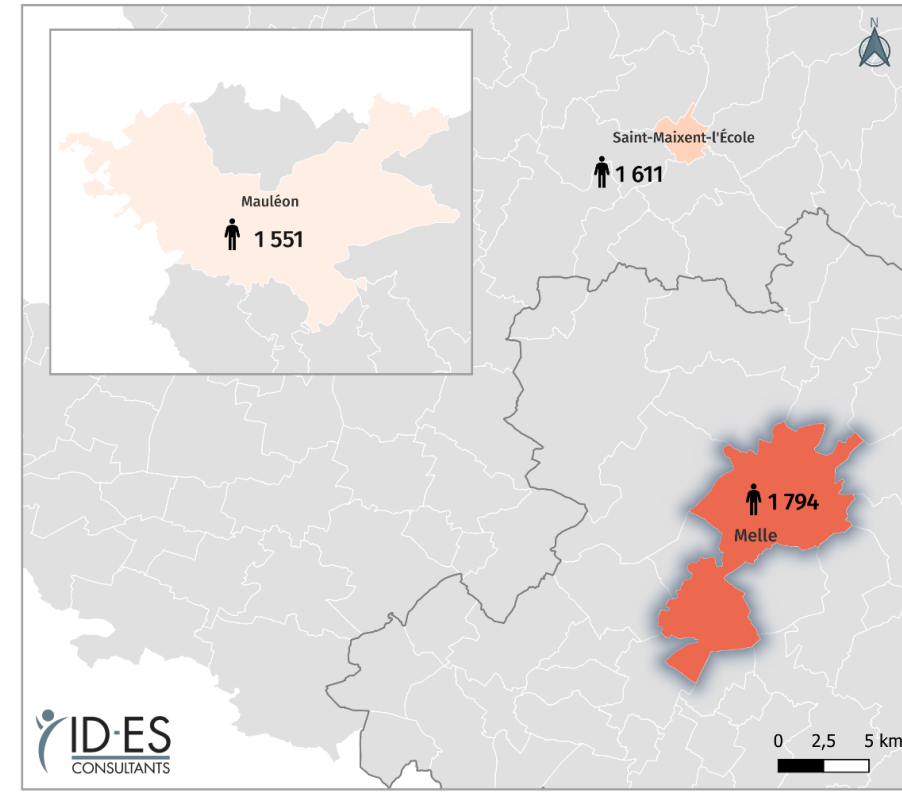 N
Saint-Maixent-l'École
1 611
Mauléon
1 551
1 794
Melle
ID-ES
CONSULTANTS
0 2,5 5 km